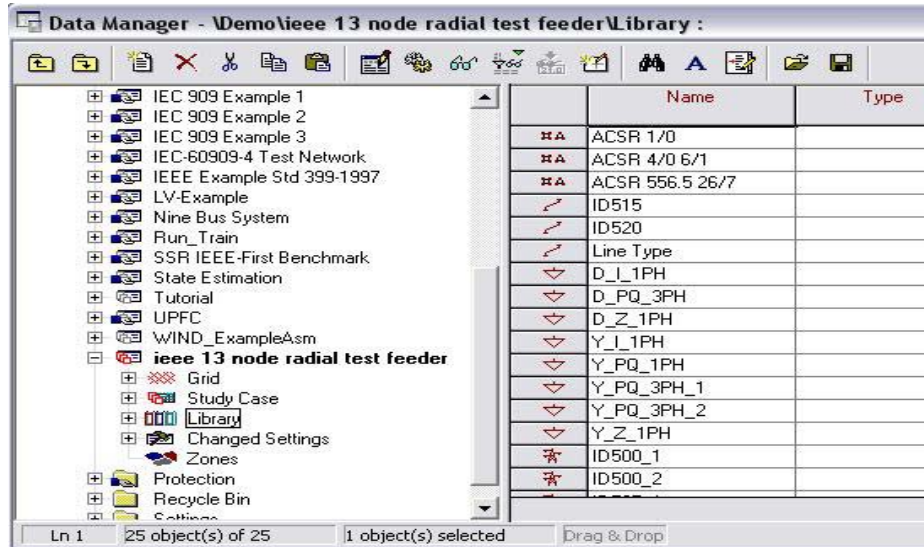 Data Manager - \Demo\ieee 13 node radial test feeder\Library :
IEC 909 Example 1
IEC 909 Example 2
IEC 909 Example 3
IEC-60909-4 Test Network
IEEE Example Std 399-1997
LV-Example
Nine Bus System
Run_Train
SSR IEEE-First Benchmark
State Estimation
Tutorial
UPFC
WIND_ExampleAsm
ieee 13 node radial test feeder
Grid
Study Case
Library
Changed Settings
Zones
Protection
Recycle Bin
Settings
Name Type
ACSR 1/0
ACSR 4/0 6/1
ACSR 556.5 26/7
ID515
ID520
Line Type
D_I_1PH
D_PQ_3PH
D_Z_1PH
Y_I_1PH
Y_PQ_1PH
Y_PQ_3PH_1
Y_PQ_3PH_2
Y_Z_1PH
ID500_1
ID500_2
Ln 1 25 object(s) of 25 1 object(s) selected Drag & Drop